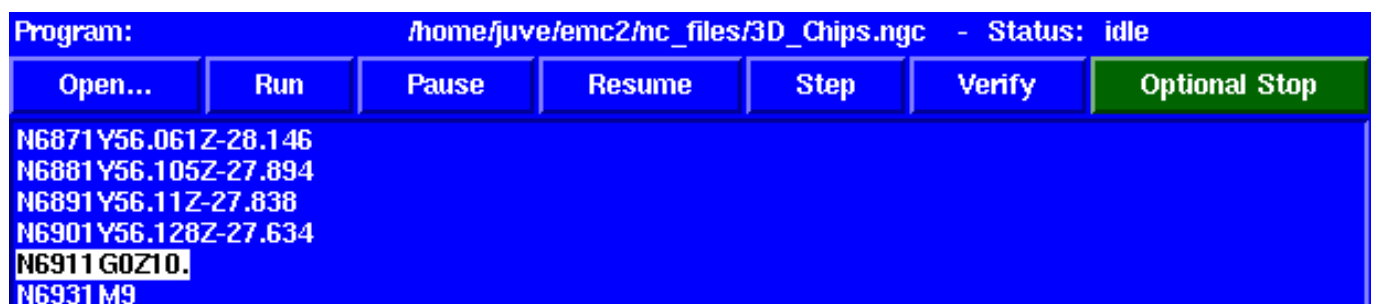 Program: /home/juve/emc2/nc_files/3D_Chips.ngc - Status: idle
Open... Run Pause Resume Step Verify Optional Stop
N6871Y56.061Z-28.146
N6881Y56.105Z-27.894
N6891Y56.11Z-27.838
N6901Y56.128Z-27.634
N6911G0Z10.
N6931M9